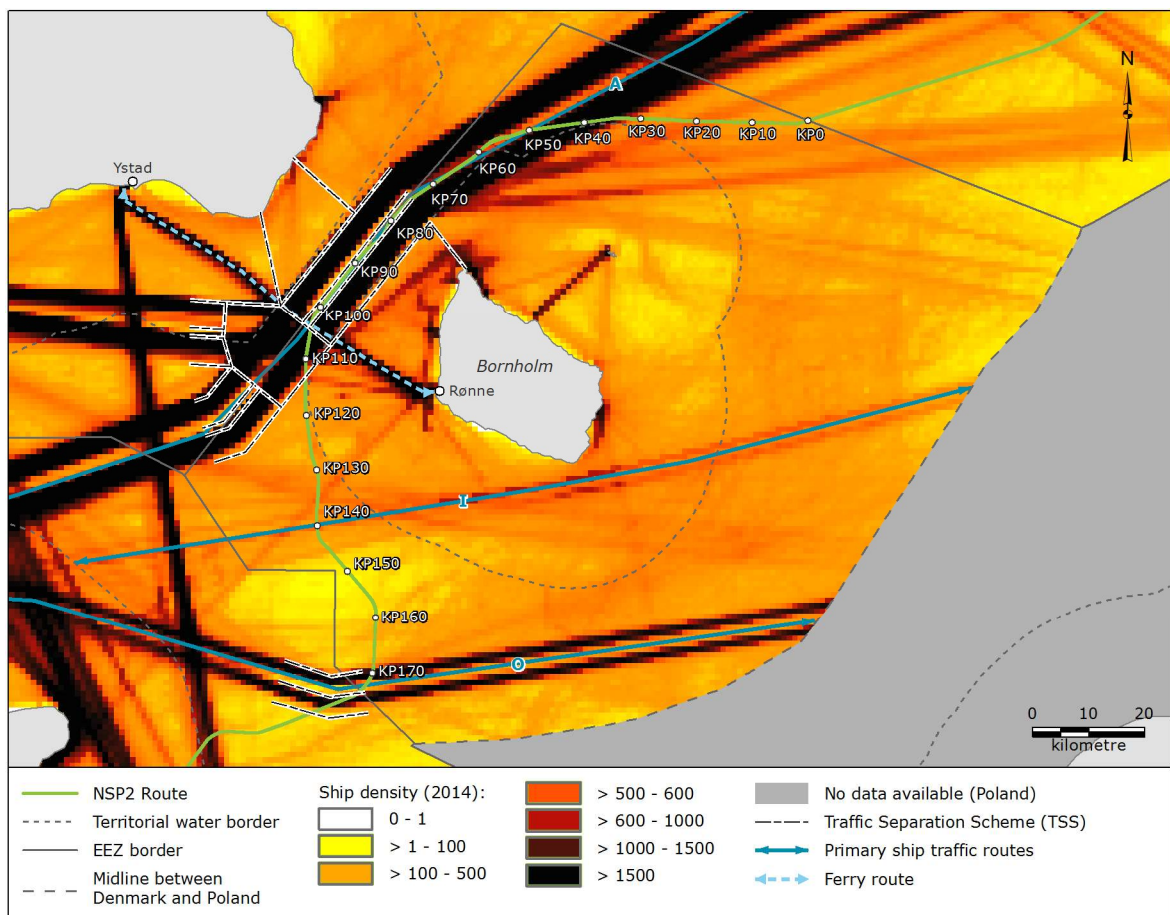 A
N
KP50
KP40
KP30
KP20
KP10
KP0
KP60
Ystad
KP70
KP80
KP90
KP100
KP110
Bornholm
Rønne
KP120
KP130
I
KP140
KP150
KP160
O
KP170
0 10 20
kilometre
NSP2 Route
Territorial water border
EEZ border
Midline between
Denmark and Poland
Ship density (2014):
0 - 1
> 1 - 100
> 100 - 500
> 500 - 600
> 600 - 1000
> 1000 - 1500
> 1500
No data available (Poland)
Traffic Separation Scheme (TSS)
Primary ship traffic routes
Ferry route